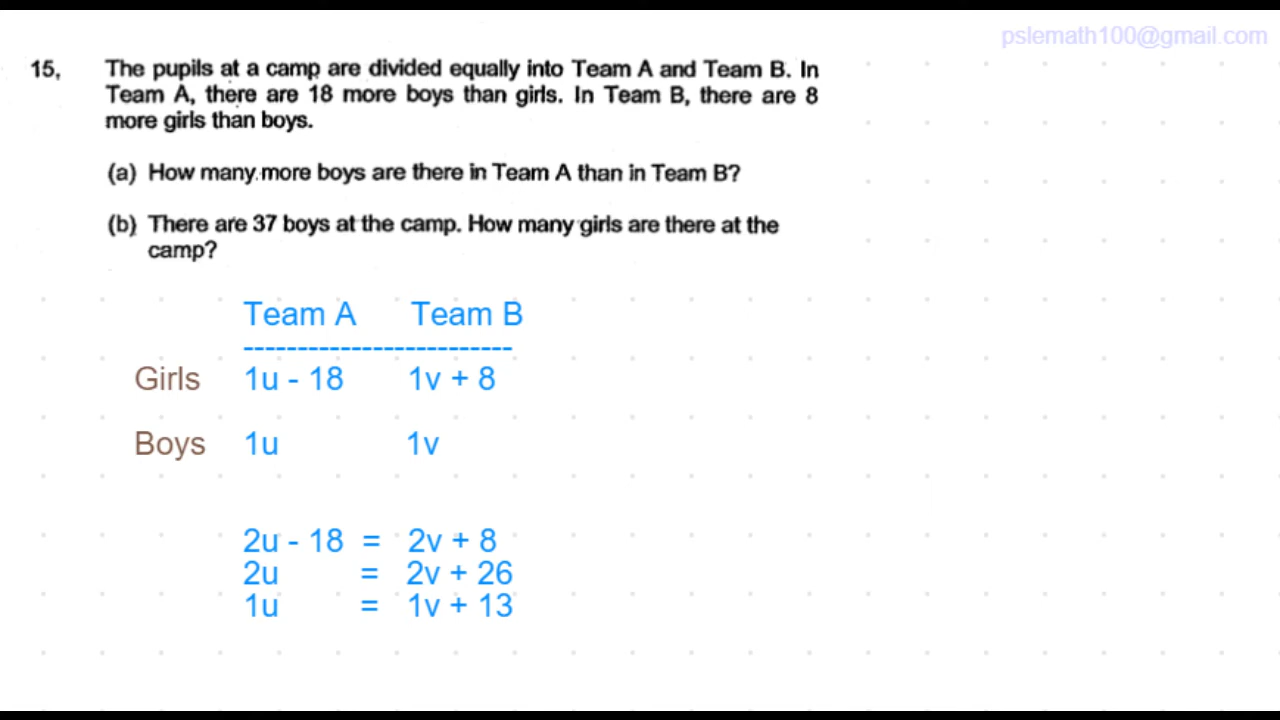 pslemath100@gmail.com
15, The pupils at a camp are divided equally into Team A and Team B. In
Team A, there are 18 more boys than girls. In Team B, there are 8
more girls than boys.
(a) How many more boys are there in Team A than in Team B?
(b) There are 37 boys at the camp. How many girls are there at the
camp?
Team A Team B
-------------------------
Girls 1u - 18 1v + 8
Boys 1u 1v
2u - 18 = 2v + 8
2u = 2v + 26
1u = 1v + 13